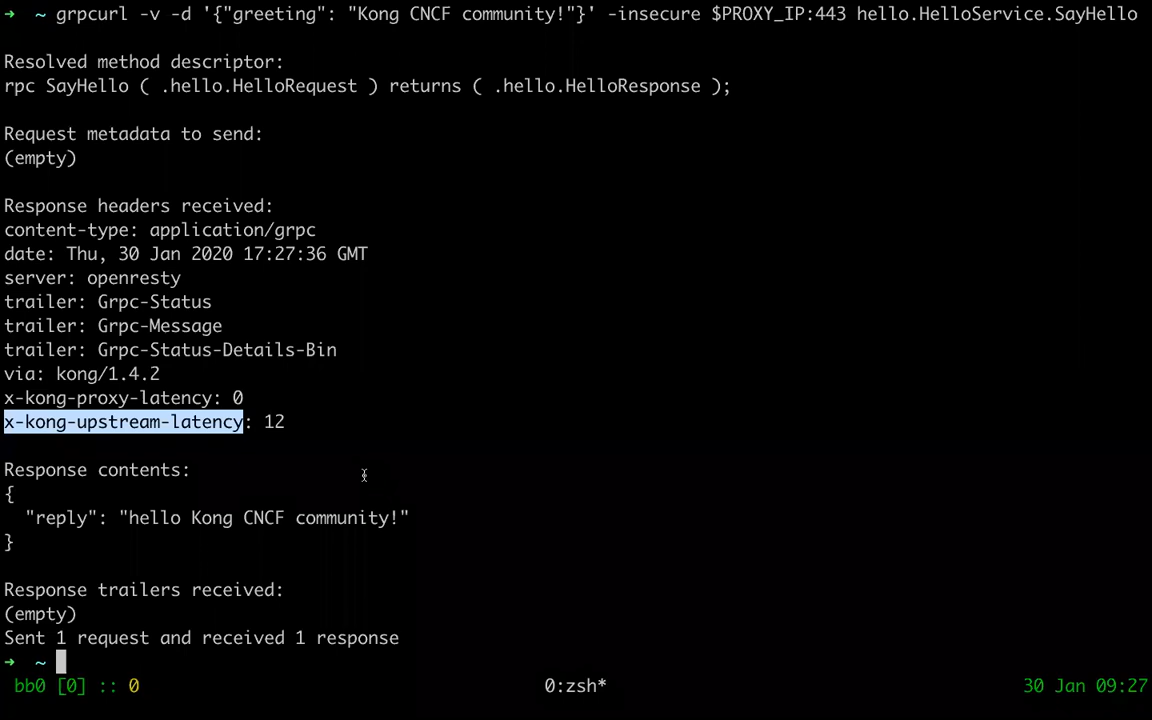 ➜ ~ grpcurl -v -d '{"greeting": "Kong CNCF community!"}' -insecure $PROXY_IP:443 hello.HelloService.SayHello
Resolved method descriptor:
rpc SayHello ( .hello.HelloRequest ) returns ( .hello.HelloResponse );
Request metadata to send:
(empty)
Response headers received:
content-type: application/grpc
date: Thu, 30 Jan 2020 17:27:36 GMT
server: openresty
trailer: Grpc-Status
trailer: Grpc-Message
trailer: Grpc-Status-Details-Bin
via: kong/1.4.2
x-kong-proxy-latency: 0
x-kong-upstream-latency: 12
Response contents:
{
"reply": "hello Kong CNCF community!"
}
Response trailers received:
(empty)
Sent 1 request and received 1 response
➜ ~
bb0 [0] :: 0 0:zsh* 30 Jan 09:27